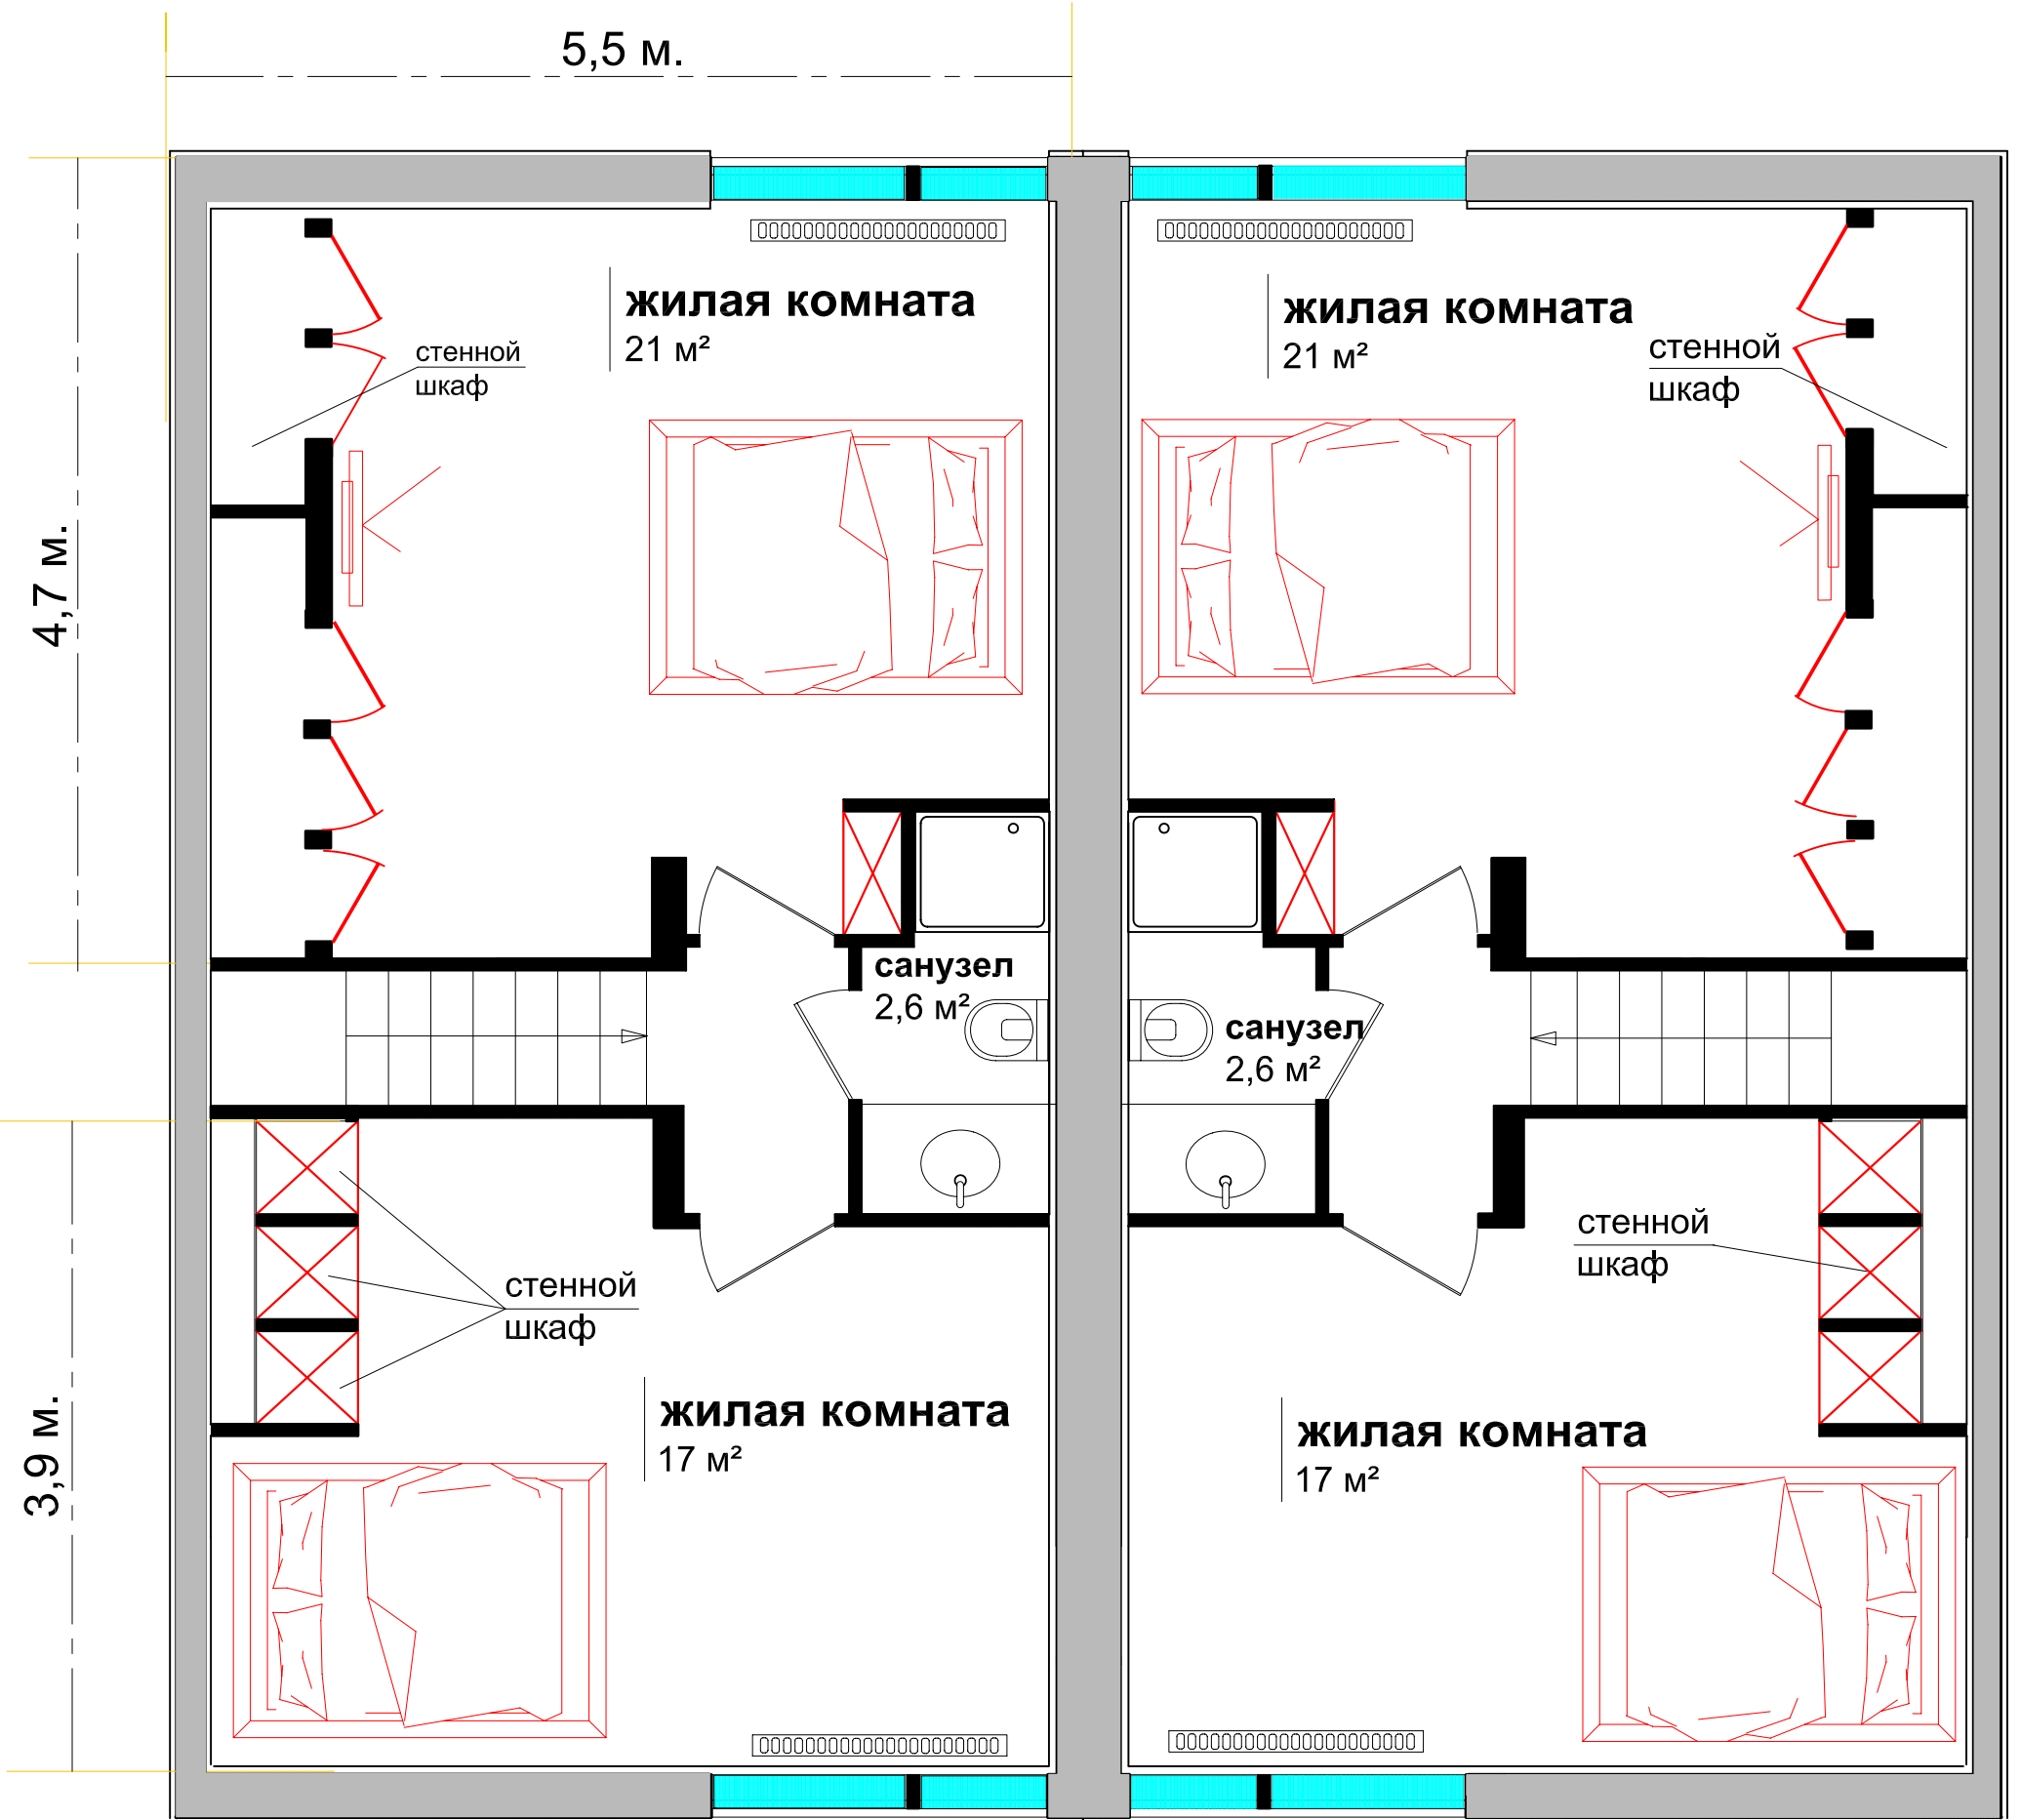 5,5 м.
жилая комната
21 м²
стенной
шкаф
жилая комната
21 м²
стенной
шкаф
4,7 м.
санузел
2,6 м²
санузел
2,6 м²
стенной
шкаф
стенной
шкаф
3,9 м.
жилая комната
17 м²
жилая комната
17 м²